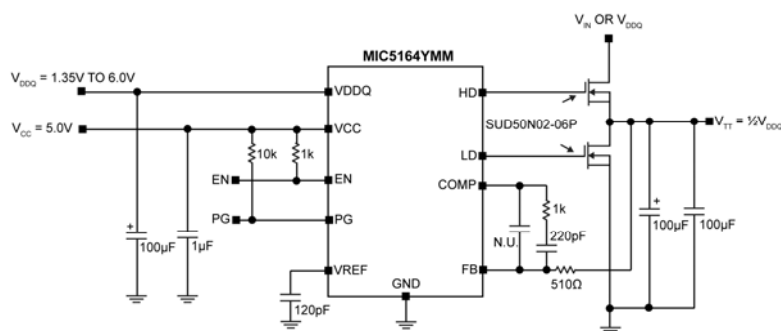 V_IN OR V_DDQ
MIC5164YMM
V_DDQ = 1.35V TO 6.0V
VDDQ
HD
V_CC = 5.0V
VCC
SUD50N02-06P
V_TT = ½V_DDQ
10k
1k
LD
EN
EN
COMP
PG
PG
1k
+
100µF
1µF
N.U.
220pF
+
100µF
100µF
VREF
FB
510Ω
120pF
GND